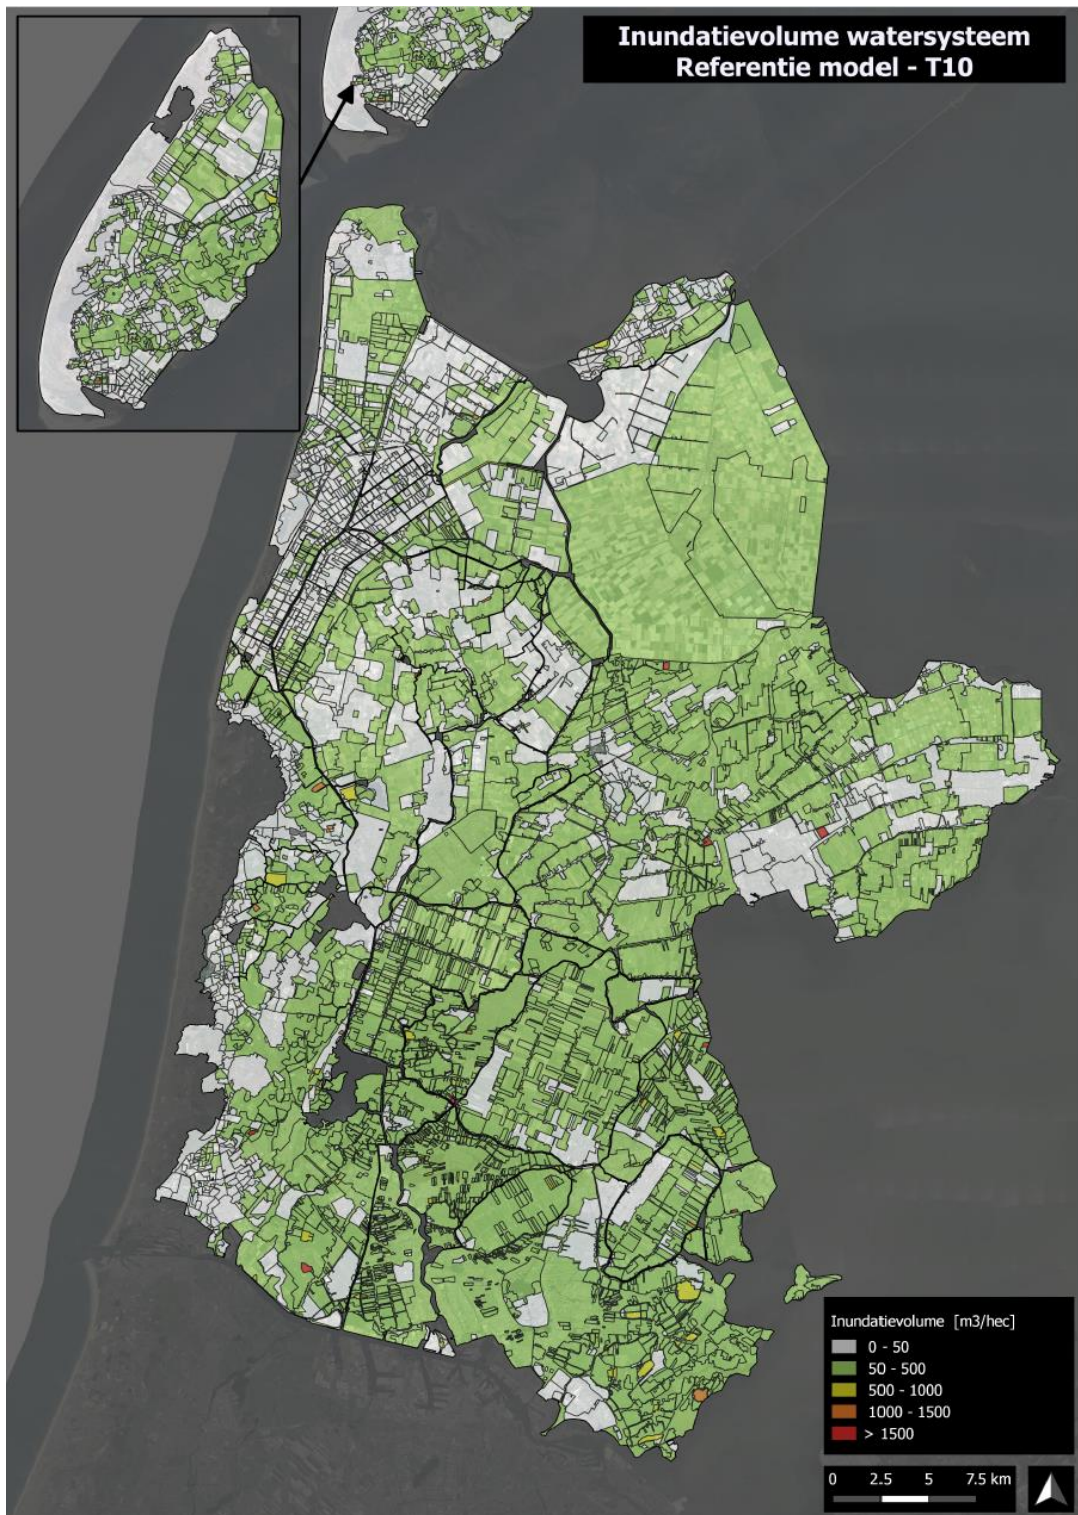 Inundatievolume watersysteem
Referentie model - T10
Inundatievolume [m3/hec]
0 - 50
50 - 500
500 - 1000
1000 - 1500
> 1500
0 2.5 5 7.5 km